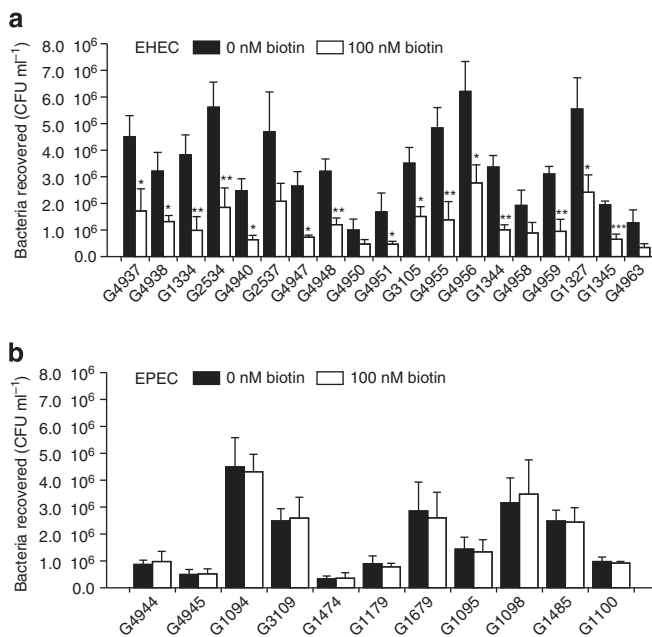 a
EHEC 0 nM biotin 100 nM biotin
Bacteria recovered (CFU ml⁻¹)
8.0 10⁶
7.0 10⁶
6.0 10⁶
5.0 10⁶
4.0 10⁶
3.0 10⁶
2.0 10⁶
1.0 10⁶
0.0
* * ** ** * * ** * * ** * ** ** * ***
G4937 G4938 G1334 G2534 G4940 G2537 G4947 G4948 G4950 G4951 G3105 G4955 G4956 G1344 G4958 G4959 G1327 G1345 G4963
b
EPEC 0 nM biotin 100 nM biotin
Bacteria recovered (CFU ml⁻¹)
8.0 10⁶
7.0 10⁶
6.0 10⁶
5.0 10⁶
4.0 10⁶
3.0 10⁶
2.0 10⁶
1.0 10⁶
0.0
G4944 G4945 G1094 G3109 G1474 G1179 G1679 G1095 G1098 G1485 G1100